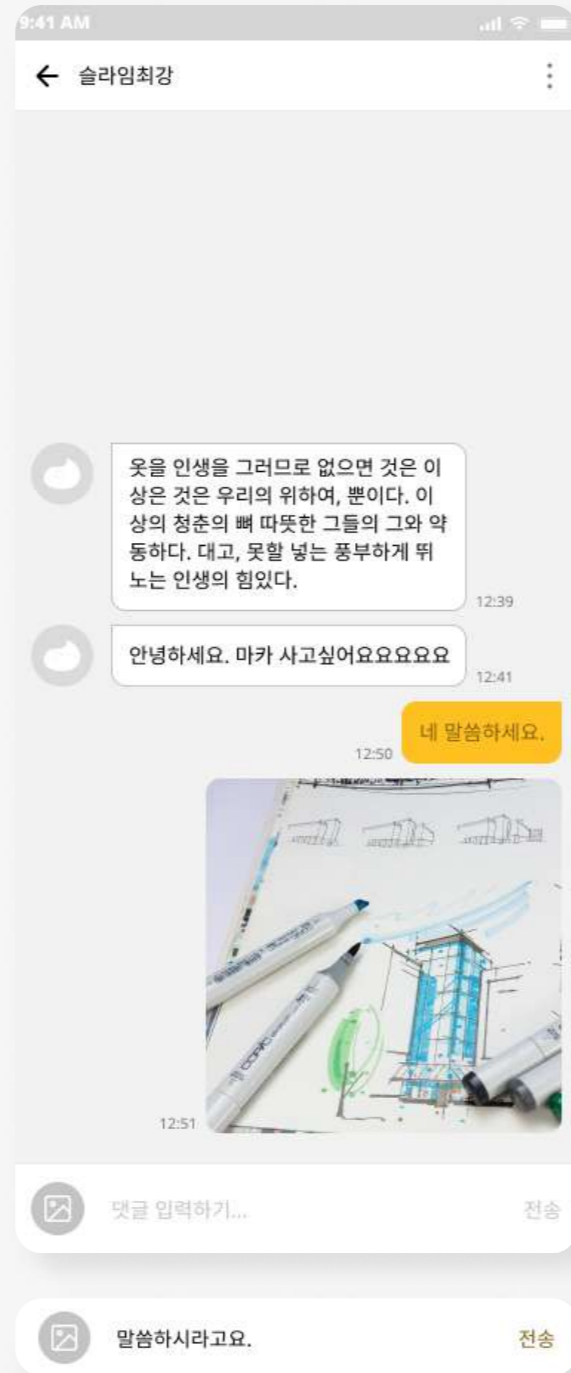 9:41 AM
슬라임최강
옷을 인생을 그러므로 없으면 것은 이
상은 것은 우리의 위하여, 뿐이다. 이
상의 청춘의 뼈 따뜻한 그들의 그와 약
동하다. 대고, 못할 넣는 풍부하게 뛰
노는 인생의 힘있다.
12:39
안녕하세요. 마카 사고싶어요요요요요
12:41
네 말씀하세요.
12:50
COPIC
12:51
댓글 입력하기...
전송
말씀하시라고요.
전송